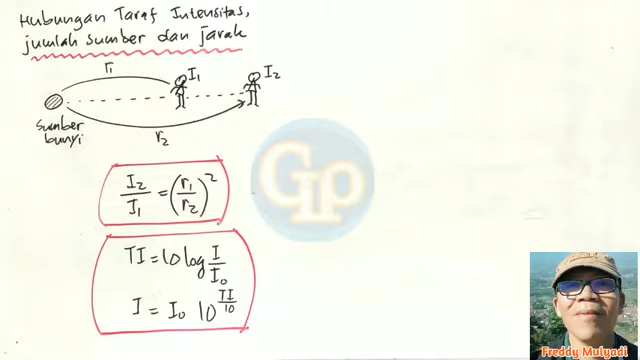 Hubungan Taraf Intensitas,
jumlah sumber dan jarak
r1
I1
I2
sumber
bunyi
r2
I2/I1 = (r1/r2)^2
TI = 10 log I/I0
I = I0 10^(TI/10)
GIP
Freddy Mulyadi